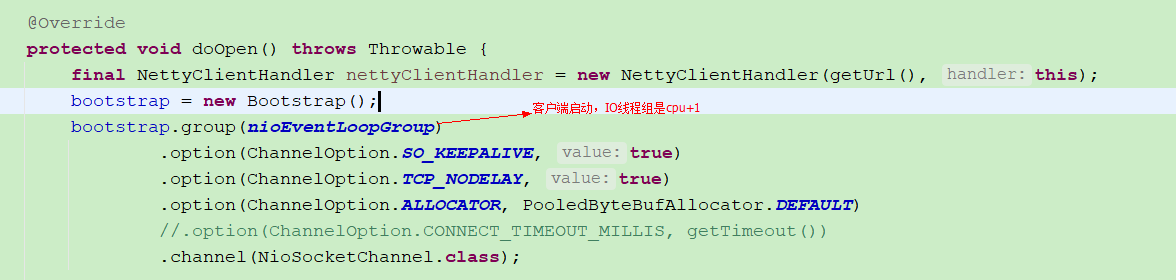 @Override
protected void doOpen() throws Throwable {
final NettyClientHandler nettyClientHandler = new NettyClientHandler(getUrl(), handler: this);
bootstrap = new Bootstrap();
客户端启动，IO线程组是cpu+1
bootstrap.group(nioEventLoopGroup)
.option(ChannelOption.SO_KEEPALIVE, value: true)
.option(ChannelOption.TCP_NODELAY, value: true)
.option(ChannelOption.ALLOCATOR, PooledByteBufAllocator.DEFAULT)
//.option(ChannelOption.CONNECT_TIMEOUT_MILLIS, getTimeout())
.channel(NioSocketChannel.class);